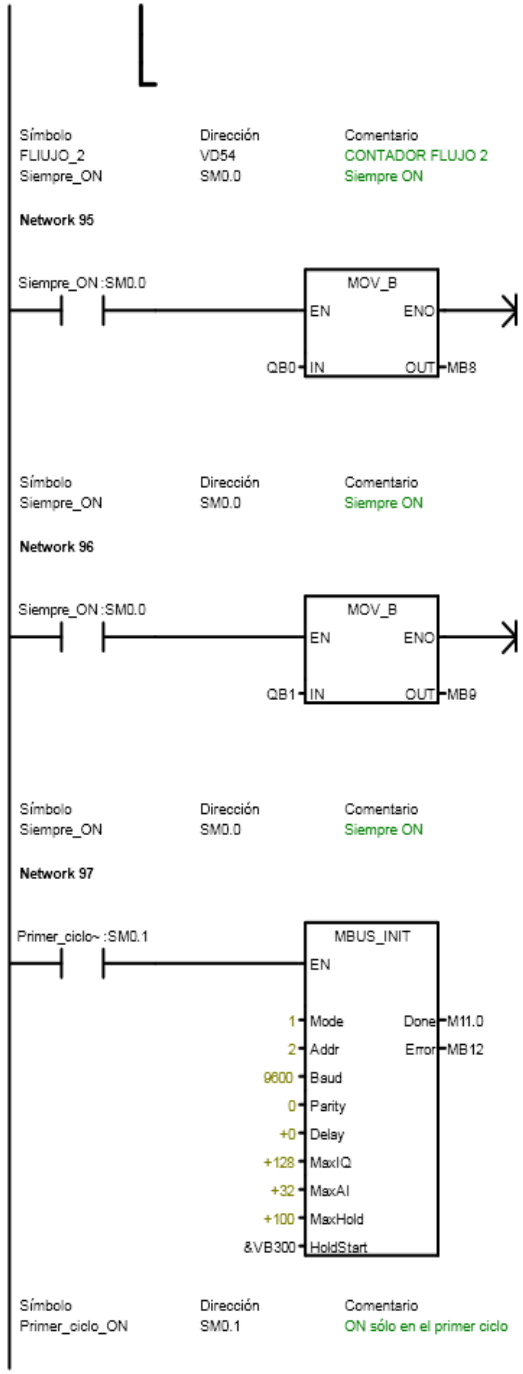 Símbolo Dirección Comentario
FLIUJO_2 VD54 CONTADOR FLUJO 2
Siempre_ON SM0.0 Siempre ON
Network 95
Siempre_ON:SM0.0 MOV_B
EN ENO
QB0 IN OUT MB8
Símbolo Dirección Comentario
Siempre_ON SM0.0 Siempre ON
Network 96
Siempre_ON:SM0.0 MOV_B
EN ENO
QB1 IN OUT MB9
Símbolo Dirección Comentario
Siempre_ON SM0.0 Siempre ON
Network 97
Primer_ciclo~:SM0.1 MBUS_INIT
EN
1 Mode Done M11.0
2 Addr Error MB12
9600 Baud
0 Parity
+0 Delay
+128 MaxIQ
+32 MaxAI
+100 MaxHold
&VB300 HoldStart
Símbolo Dirección Comentario
Primer_ciclo_ON SM0.1 ON sólo en el primer ciclo